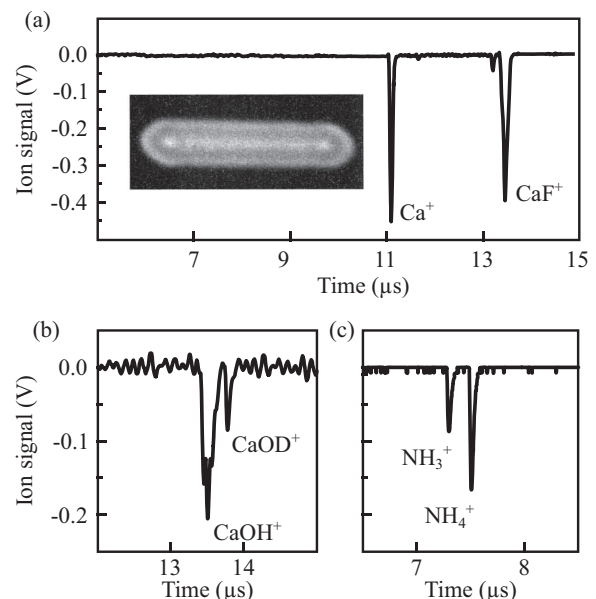 (a)
0.0
-0.1
-0.2
-0.3
-0.4
Ion signal (V)
Ca⁺
CaF⁺
7 9 11 13 15
Time (µs)
(b)
0.0
-0.1
-0.2
Ion signal (V)
CaOD⁺
CaOH⁺
13 14
Time (µs)
(c)
NH₃⁺
NH₄⁺
7 8
Time (µs)